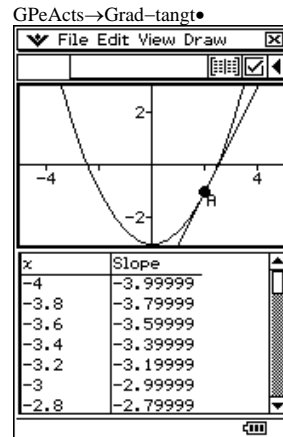 GPeActs→Grad–tangt•
File Edit View Draw
2
-4 4
A
-2
x Slope
-4 -3.99999
-3.8 -3.79999
-3.6 -3.59999
-3.4 -3.39999
-3.2 -3.19999
-3 -2.99999
-2.8 -2.79999